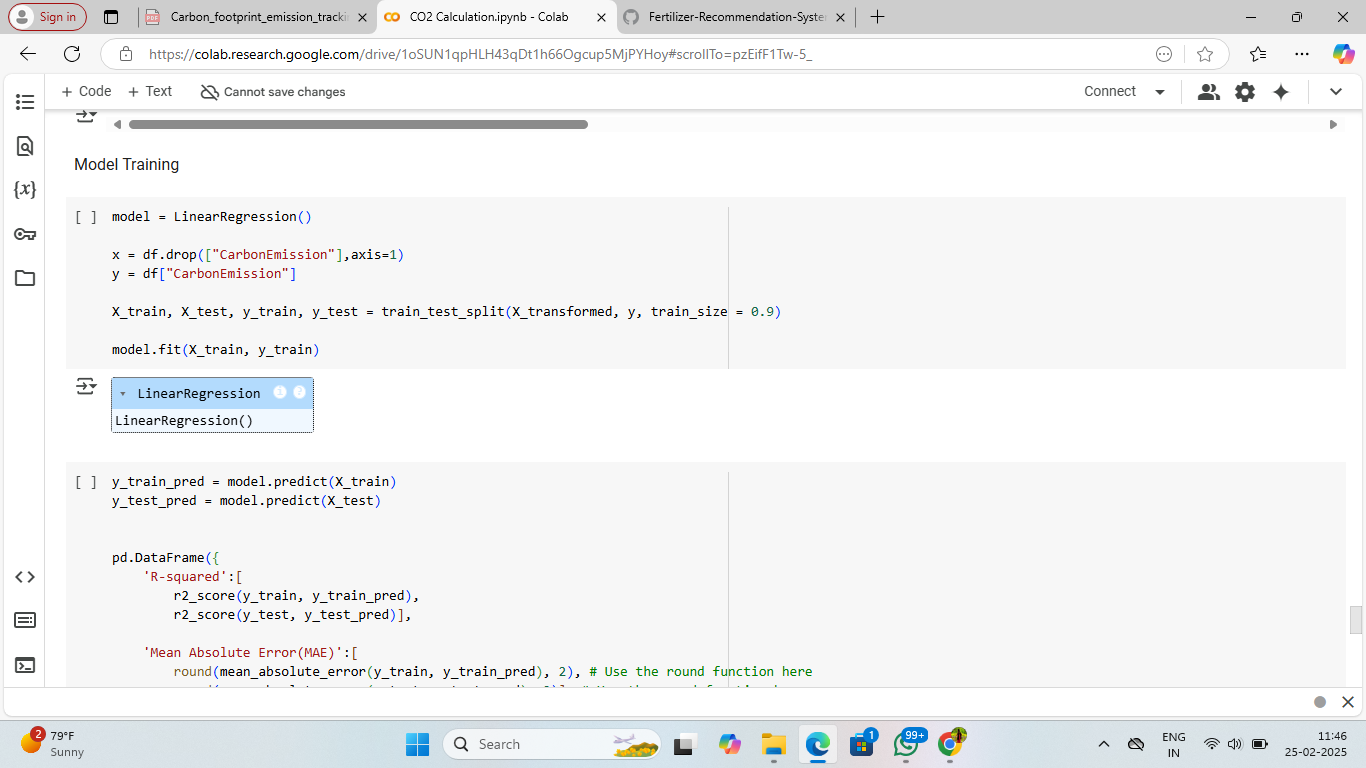 Sign in
Carbon_footprint_emission_tracki
CO2 Calculation.ipynb - Colab
Fertilizer-Recommendation-Syste
https://colab.research.google.com/drive/1oSUN1qpHLH43qDt1h66Ogcup5MjPYHoy#scrollTo=pzEifF1Tw-5_
+ Code + Text Cannot save changes Connect
Model Training
[ ] model = LinearRegression()
x = df.drop(["CarbonEmission"],axis=1)
y = df["CarbonEmission"]
X_train, X_test, y_train, y_test = train_test_split(X_transformed, y, train_size = 0.9)
model.fit(X_train, y_train)
LinearRegression
LinearRegression()
[ ] y_train_pred = model.predict(X_train)
y_test_pred = model.predict(X_test)
pd.DataFrame({
'R-squared':[
r2_score(y_train, y_train_pred),
r2_score(y_test, y_test_pred)],
'Mean Absolute Error(MAE)':[
round(mean_absolute_error(y_train, y_train_pred), 2), # Use the round function here
2
79°F
Sunny
Search
1
99+
ENG
IN
11:46
25-02-2025